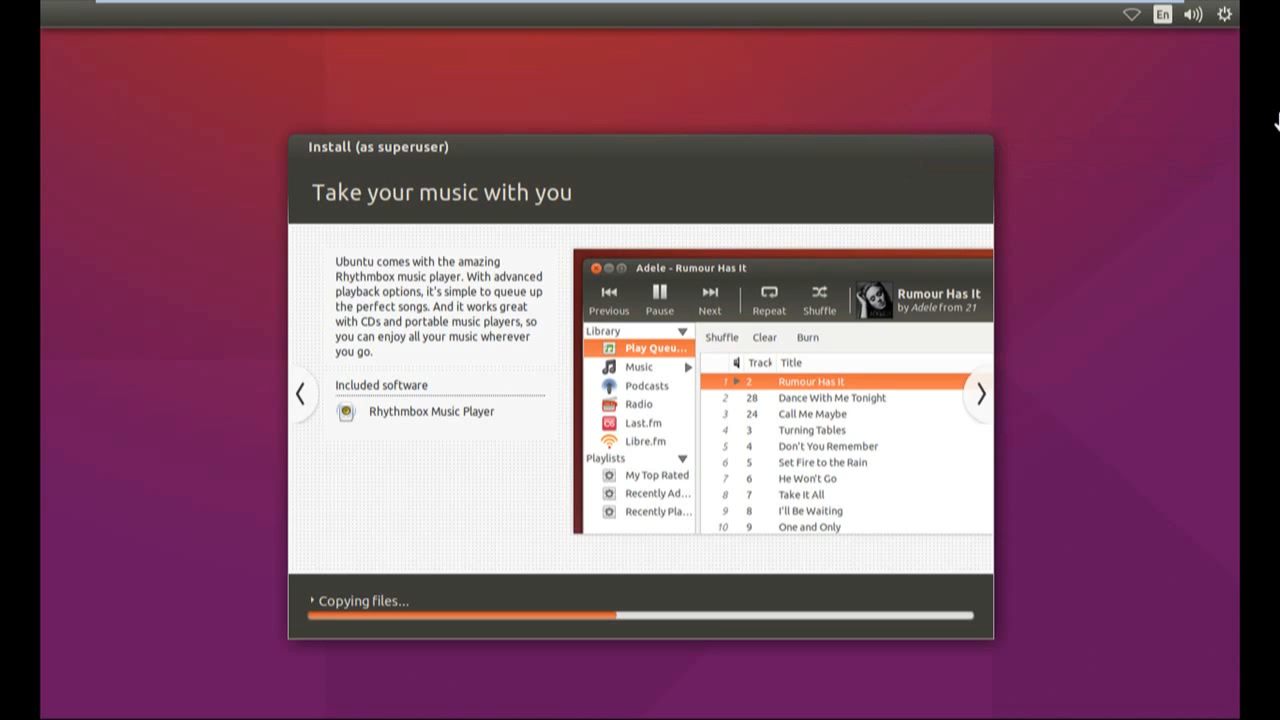 En
Install (as superuser)
Take your music with you
Ubuntu comes with the amazing
Rhythmbox music player. With advanced
playback options, it's simple to queue up
the perfect songs. And it works great
with CDs and portable music players, so
you can enjoy all your music wherever
you go.
Included software
Rhythmbox Music Player
Adele - Rumour Has It
Previous Pause Next Repeat Shuffle
Rumour Has It
by Adele from 21
Library
Play Queu...
Music
Podcasts
Radio
Last.fm
Libre.fm
Playlists
My Top Rated
Recently Ad...
Recently Pla...
Shuffle Clear Burn
Track Title
1 2 Rumour Has It
2 28 Dance With Me Tonight
3 24 Call Me Maybe
4 3 Turning Tables
5 4 Don't You Remember
6 5 Set Fire to the Rain
7 6 He Won't Go
8 7 Take It All
9 8 I'll Be Waiting
10 9 One and Only
Copying files...